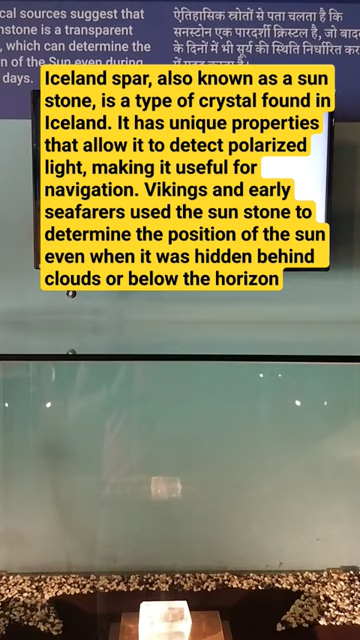 cal sources suggest that
nstone is a transparent
, which can determine the
n of the Sun even during
days.
ऐतिहासिक स्रोतों से पता चलता है कि
सनस्टोन एक पारदर्शी क्रिस्टल है, जो बाद
के दिनों में भी सूर्य की स्थिति निर्धारित कर
में मदद करता है।
Iceland spar, also known as a sun
stone, is a type of crystal found in
Iceland. It has unique properties
that allow it to detect polarized
light, making it useful for
navigation. Vikings and early
seafarers used the sun stone to
determine the position of the sun
even when it was hidden behind
clouds or below the horizon